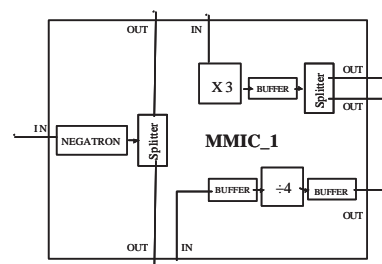 OUT
IN
OUT
X 3
BUFFER
Splitter
OUT
IN
NEGATRON
Splitter
MMIC_1
BUFFER
÷4
BUFFER
OUT
OUT
IN